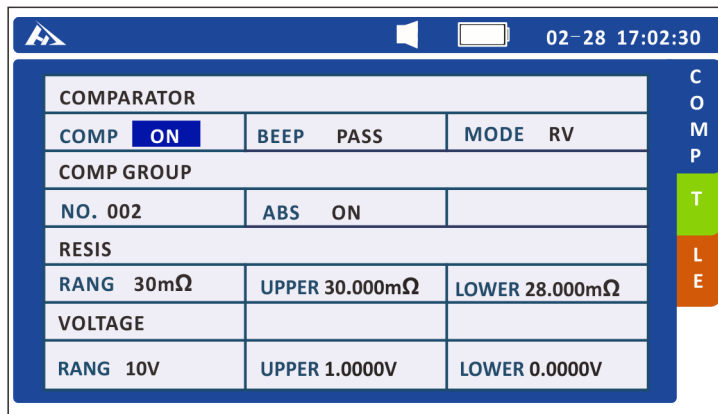 02-28 17:02:30
COMPARATOR
COMP ON BEEP PASS MODE RV
COMP GROUP
NO. 002 ABS ON
RESIS
RANG 30mΩ UPPER 30.000mΩ LOWER 28.000mΩ
VOLTAGE
RANG 10V UPPER 1.0000V LOWER 0.0000V
COMP
T
LE